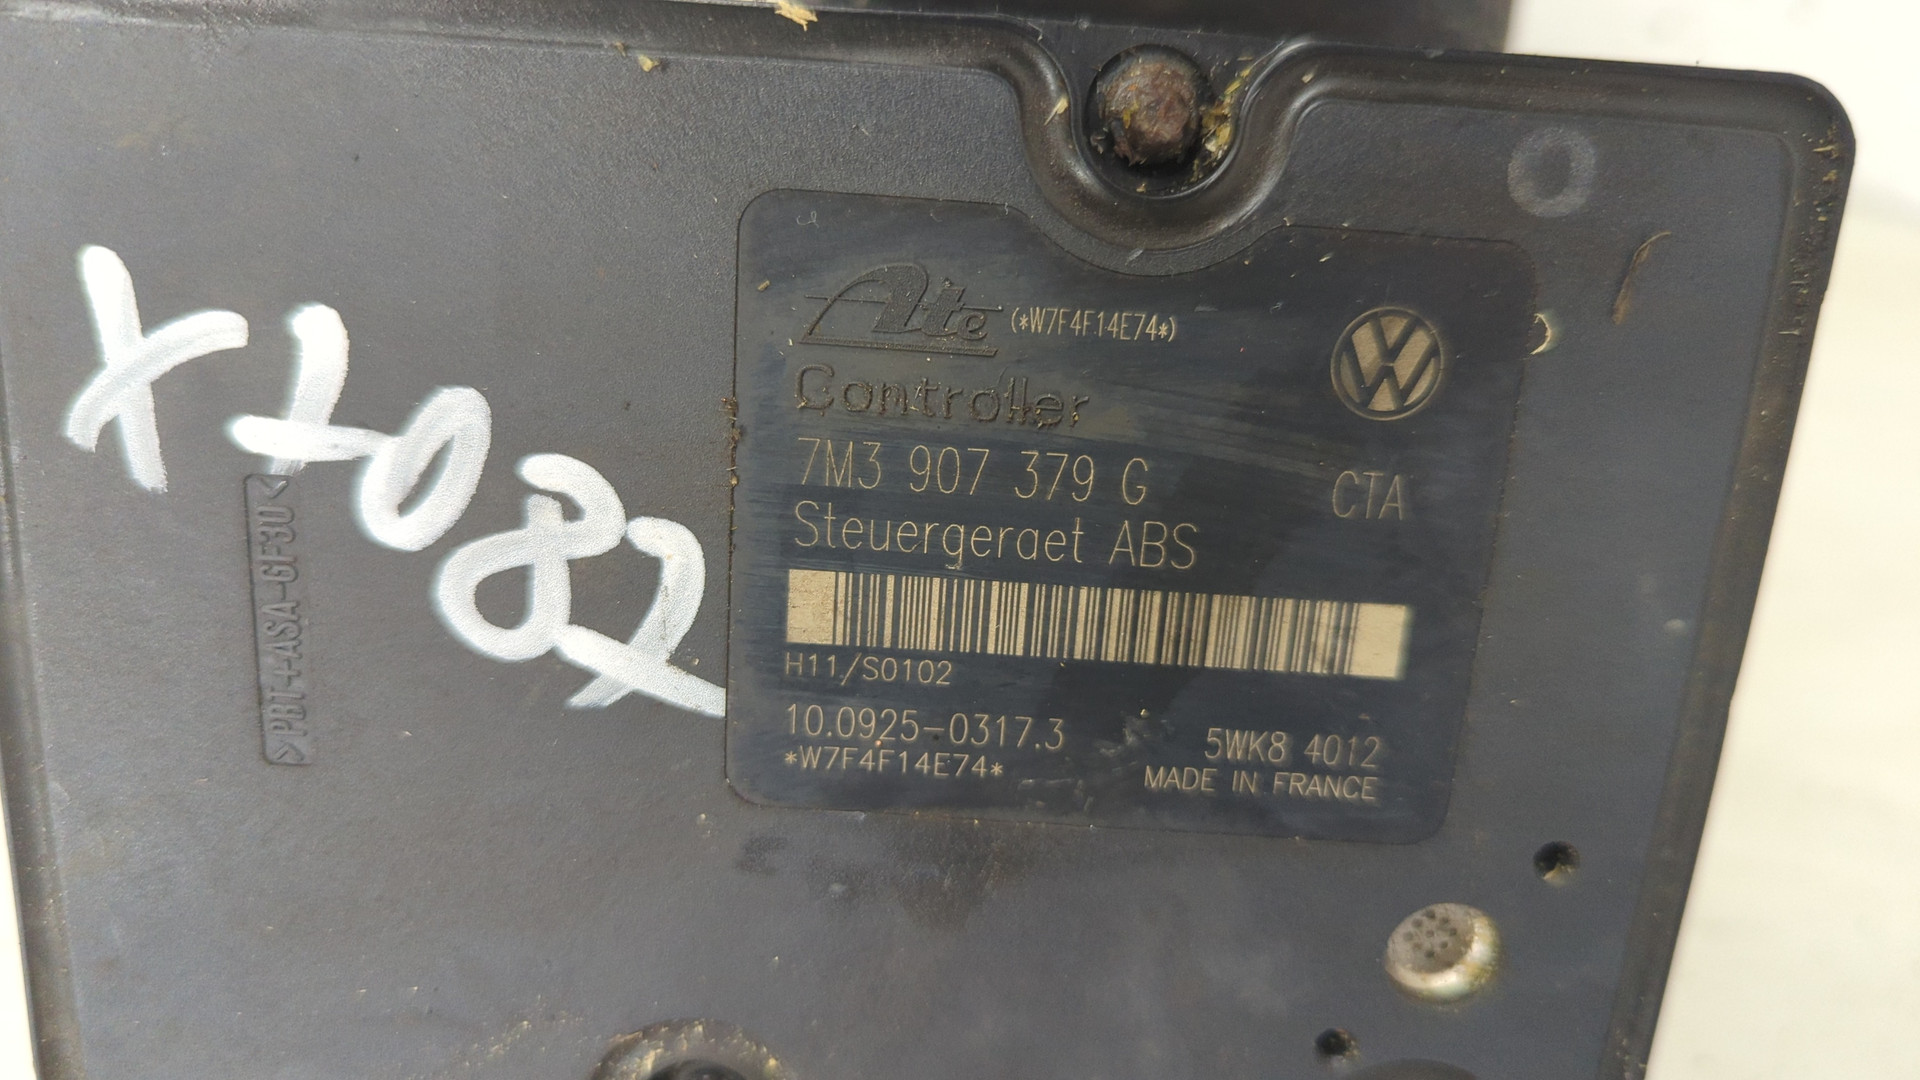 Ate (*W7F4F14E74*)
Controller
7M3 907 379 G CTA
Steuergeraet ABS
H11/S0102
10.0925-0317.3 5WK8 4012
*W7F4F14E74* MADE IN FRANCE
>PBT+ASA-GF30<